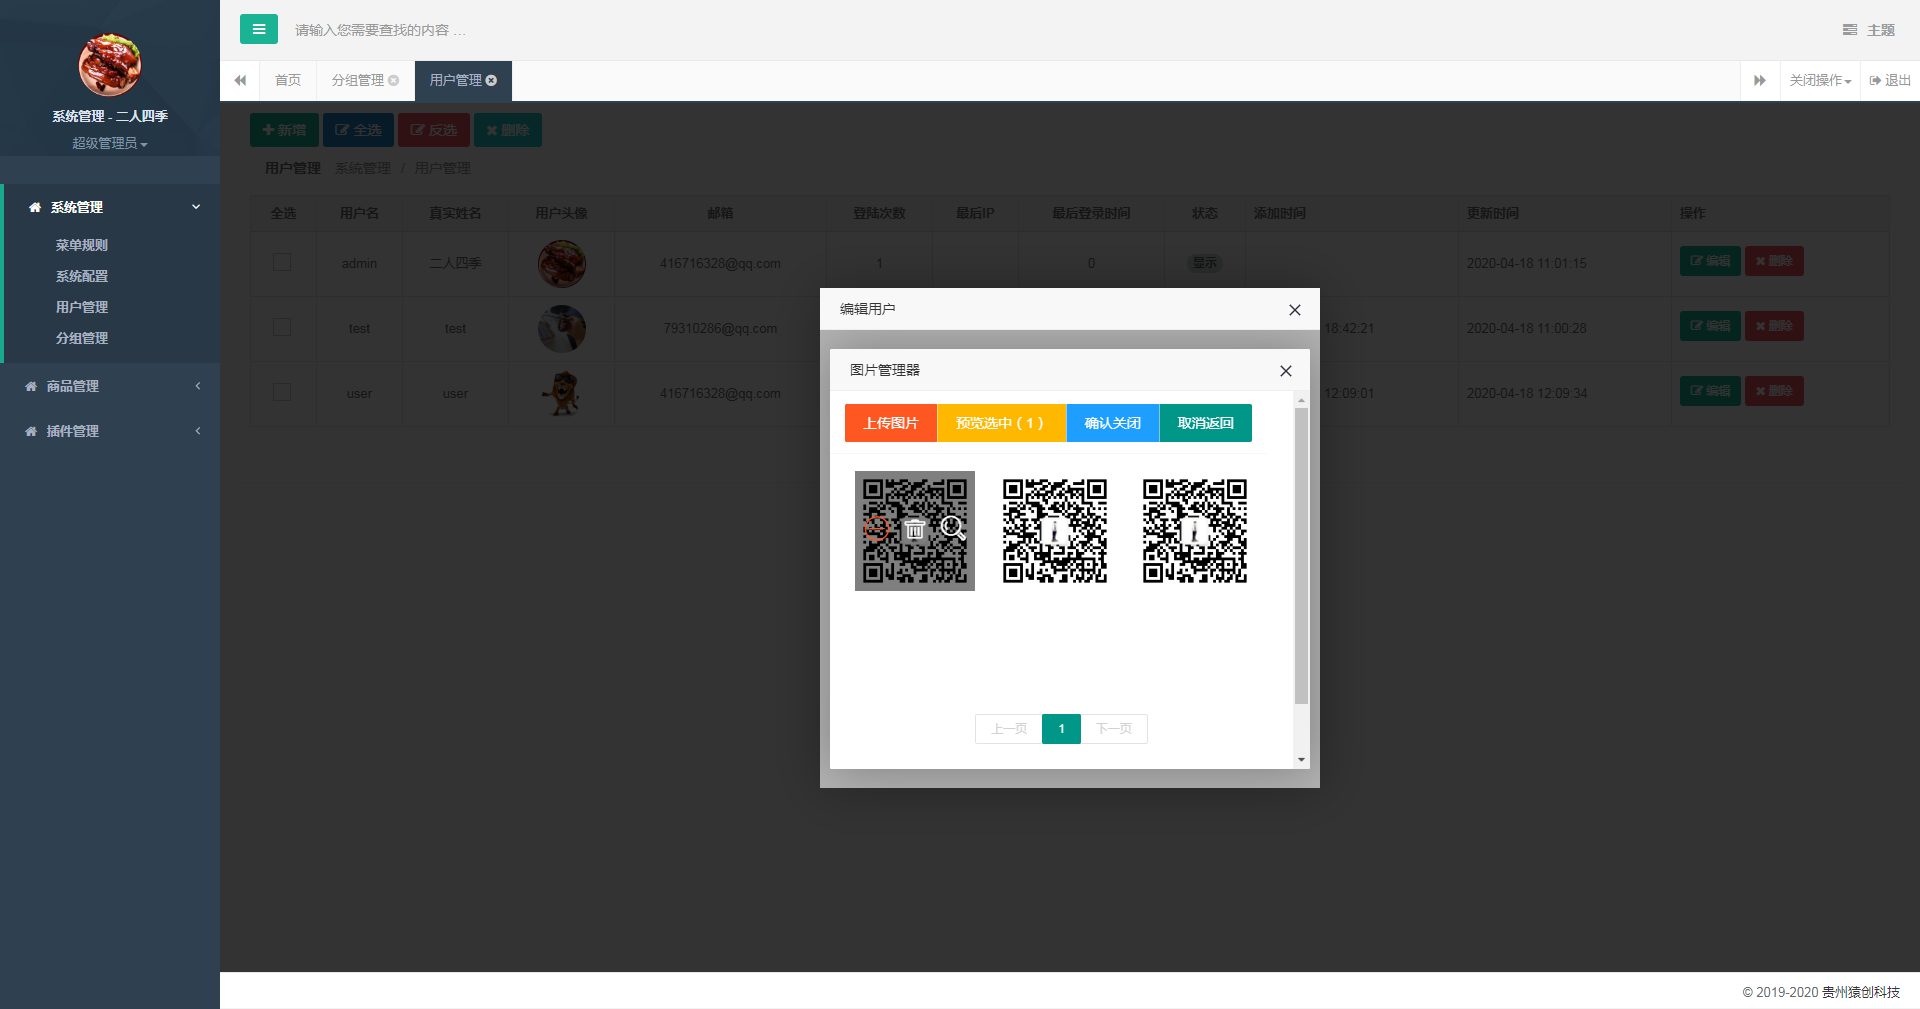 请输入您需要查找的内容 …
主题
首页
分组管理
用户管理
关闭操作
退出
系统管理 - 二人四季
超级管理员
系统管理
菜单规则
系统配置
用户管理
分组管理
商品管理
插件管理
新增
全选
反选
删除
用户管理 系统管理 / 用户管理
全选 用户名 真实姓名 用户头像 邮箱 登陆次数 最后IP 最后登录时间 状态 添加时间 更新时间 操作
admin 二人四季 416716328@qq.com 1 0 显示 2020-04-18 11:01:15 编辑 删除
test test 79310286@qq.com 18:42:21 2020-04-18 11:00:28 编辑 删除
user user 416716328@qq.com 12:09:01 2020-04-18 12:09:34 编辑 删除
编辑用户
图片管理器
上传图片 预览选中 ( 1 ) 确认关闭 取消返回
上一页 1 下一页
© 2019-2020 贵州猿创科技